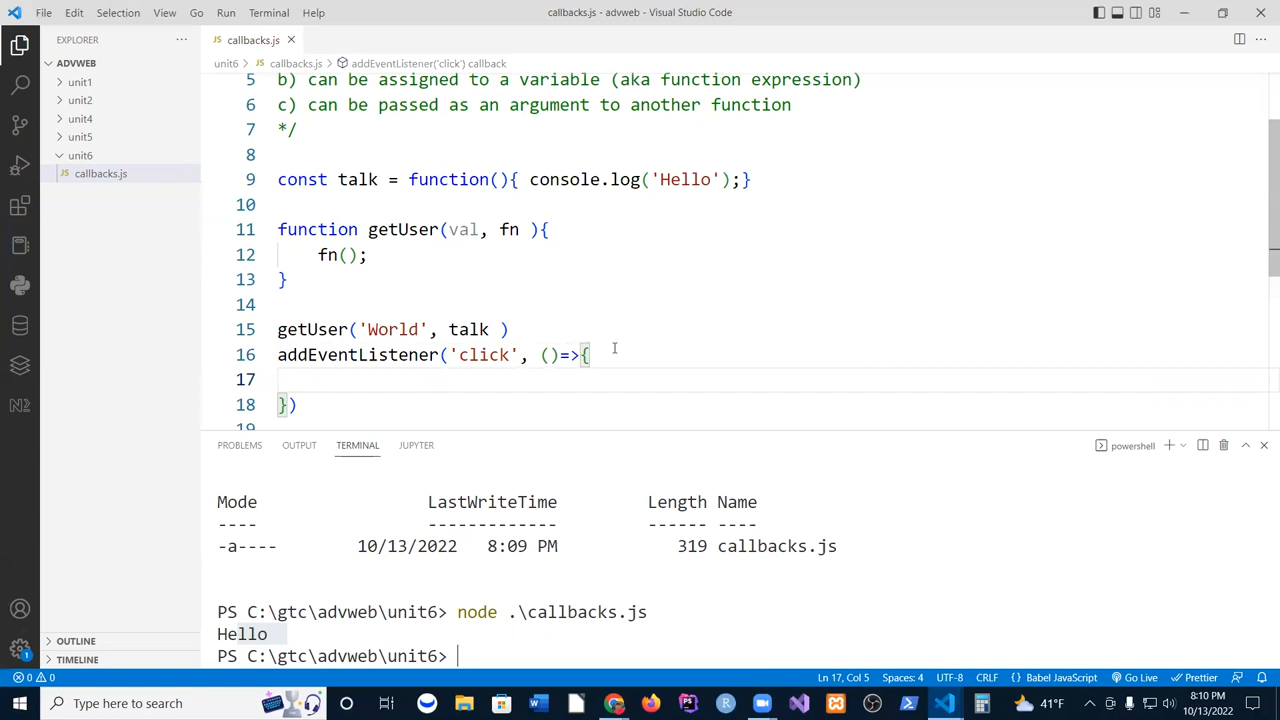 File Edit Selection View Go Run Terminal Help
callbacks.js - advweb - Visual Studio Code
EXPLORER
ADVWEB
unit1
unit2
unit4
unit5
unit6
JS callbacks.js
OUTLINE
TIMELINE
JS callbacks.js
unit6 > JS callbacks.js > addEventListener('click') callback
5 b) can be assigned to a variable (aka function expression)
6 c) can be passed as an argument to another function
7 */
8
9 const talk = function(){ console.log('Hello');}
10
11 function getUser(val, fn ){
12 fn();
13 }
14
15 getUser('World', talk )
16 addEventListener('click', ()=>{
17
18 })
19
PROBLEMS OUTPUT TERMINAL JUPYTER
powershell
Mode LastWriteTime Length Name
---- ------------- ------ ----
-a---- 10/13/2022 8:09 PM 319 callbacks.js
PS C:\gtc\advweb\unit6> node .\callbacks.js
Hello
PS C:\gtc\advweb\unit6>
1
0 0
Ln 17, Col 5 Spaces: 4 UTF-8 CRLF {} Babel JavaScript Go Live Prettier
Type here to search
41°F
8:10 PM
10/13/2022